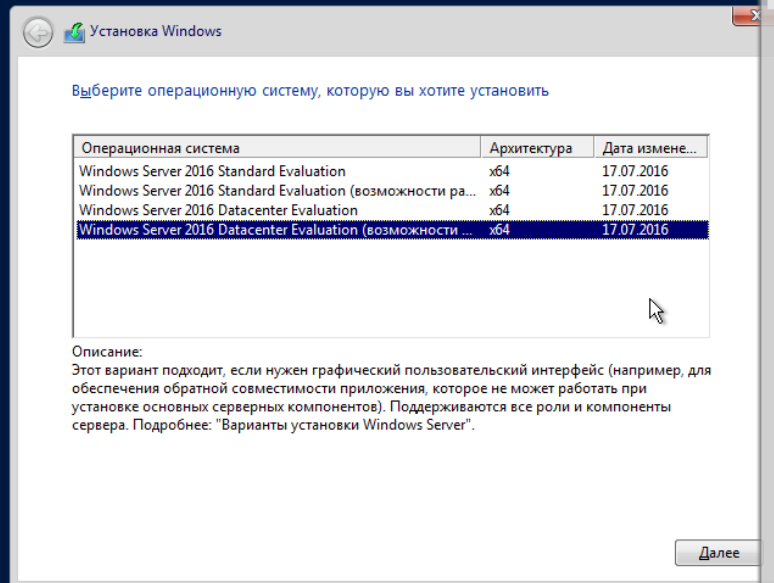 Установка Windows
Выберите операционную систему, которую вы хотите установить
Операционная система Архитектура Дата измене...
Windows Server 2016 Standard Evaluation x64 17.07.2016
Windows Server 2016 Standard Evaluation (возможности ра... x64 17.07.2016
Windows Server 2016 Datacenter Evaluation x64 17.07.2016
Windows Server 2016 Datacenter Evaluation (возможности ... x64 17.07.2016
Описание:
Этот вариант подходит, если нужен графический пользовательский интерфейс (например, для
обеспечения обратной совместимости приложения, которое не может работать при
установке основных серверных компонентов). Поддерживаются все роли и компоненты
сервера. Подробнее: "Варианты установки Windows Server".
Далее